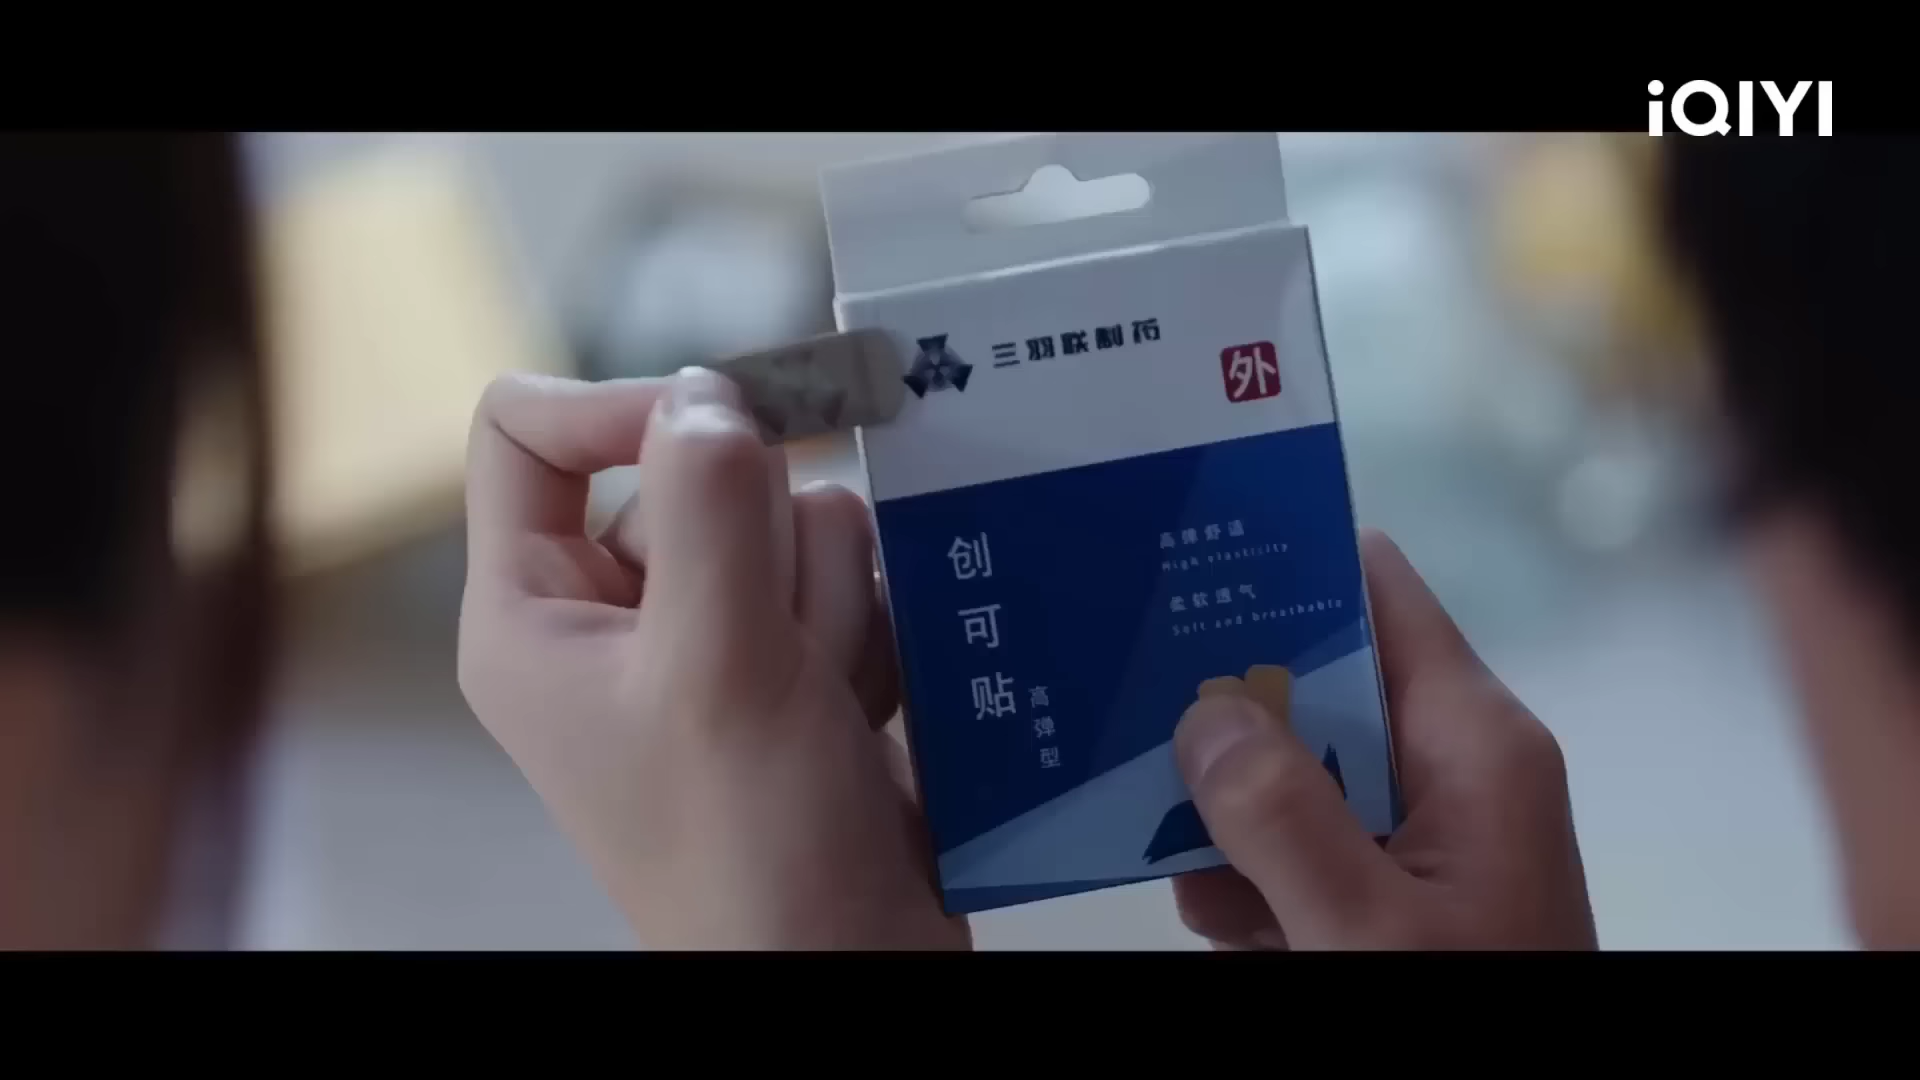 iQIYI
三羽联制药
外
创可贴
高弹型
高弹舒适
High elasticity
柔软透气
Soft and breathable